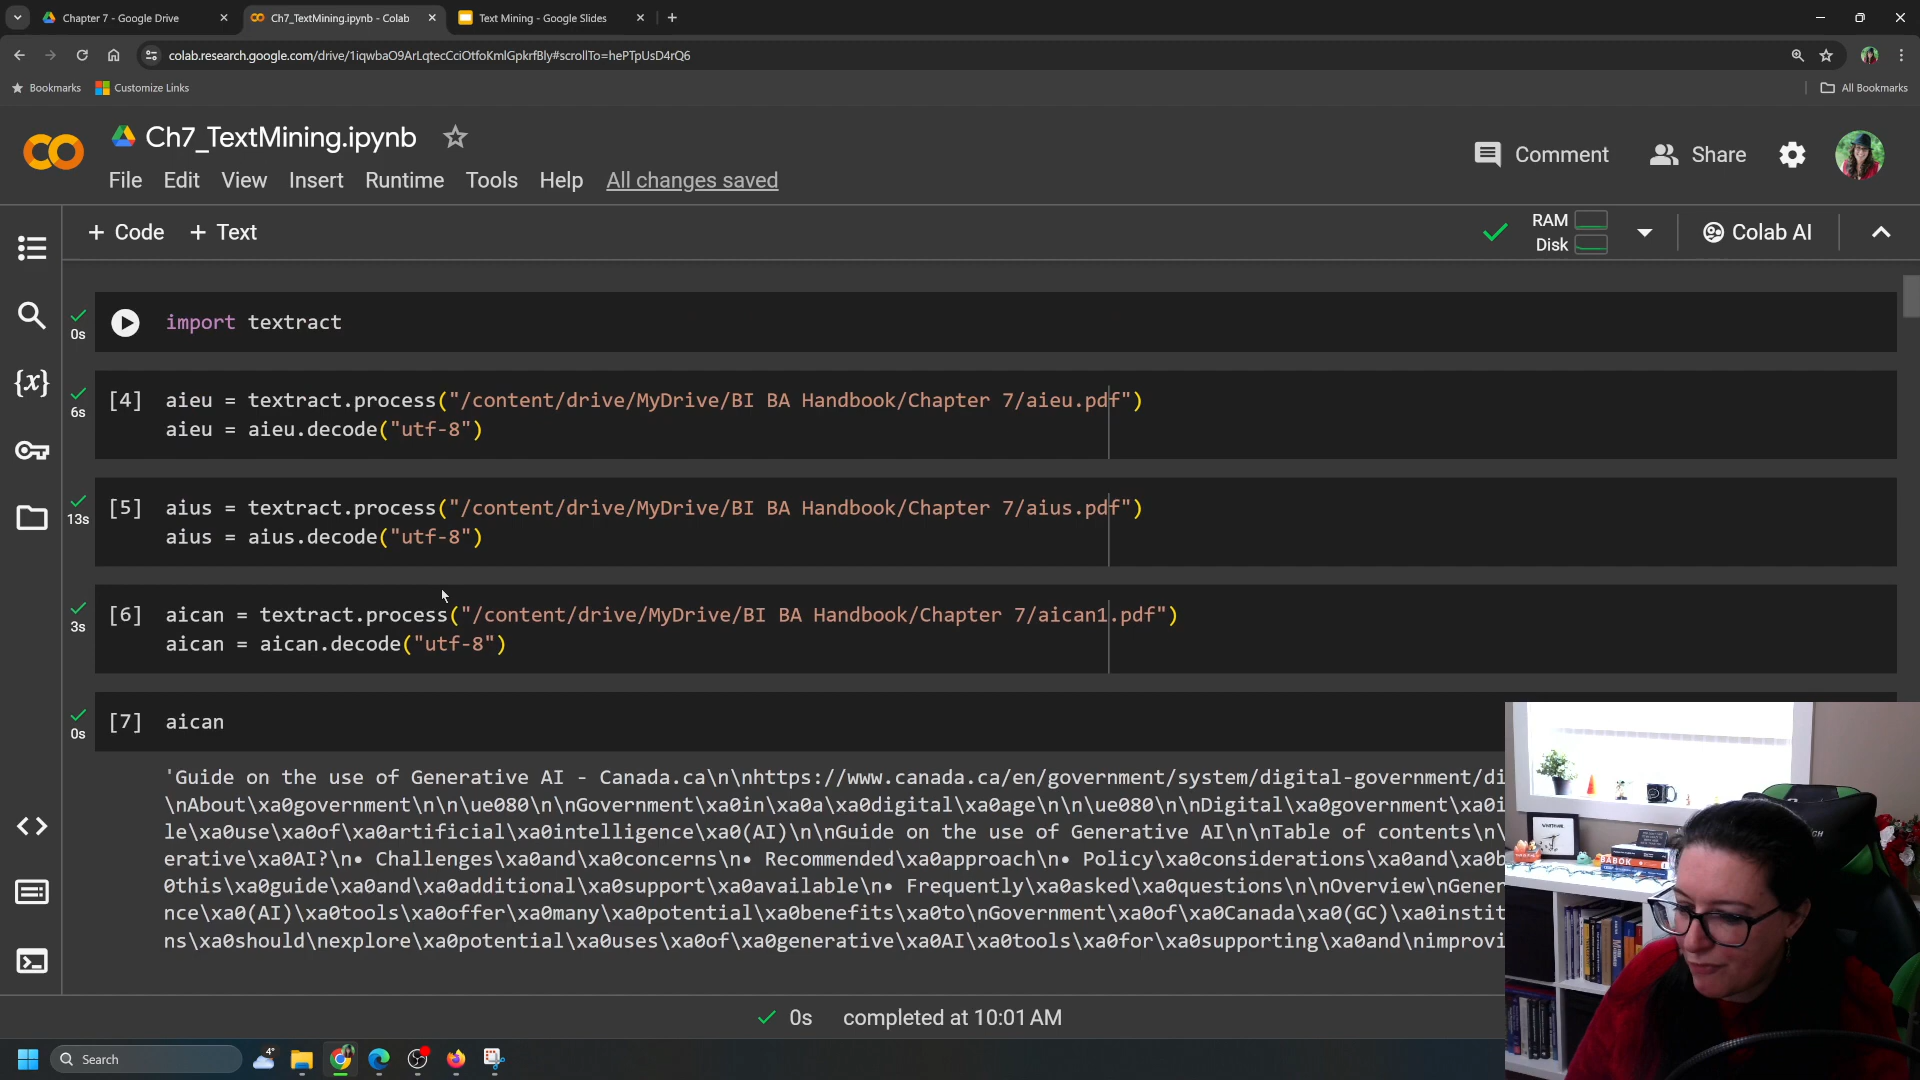 Chapter 7 - Google Drive
Ch7_TextMining.ipynb - Colab
Text Mining - Google Slides
colab.research.google.com/drive/1iqwbaO9ArLqtecCciOtfoKmlGpkrfBly#scrollTo=hePTpUsD4rQ6
Bookmarks
Customize Links
All Bookmarks
Ch7_TextMining.ipynb
Comment
Share
File Edit View Insert Runtime Tools Help All changes saved
+ Code + Text
RAM
Disk
Colab AI
0s
import textract
6s
[4] aieu = textract.process("/content/drive/MyDrive/BI BA Handbook/Chapter 7/aieu.pdf")
aieu = aieu.decode("utf-8")
13s
[5] aius = textract.process("/content/drive/MyDrive/BI BA Handbook/Chapter 7/aius.pdf")
aius = aius.decode("utf-8")
3s
[6] aican = textract.process("/content/drive/MyDrive/BI BA Handbook/Chapter 7/aican1.pdf")
aican = aican.decode("utf-8")
0s
[7] aican
'Guide on the use of Generative AI - Canada.ca\n\nhttps://www.canada.ca/en/government/system/digital-government/di
\nAbout\xa0government\n\n\ue080\n\nGovernment\xa0in\xa0a\xa0digital\xa0age\n\n\ue080\n\nDigital\xa0government\xa0i
le\xa0use\xa0of\xa0artificial\xa0intelligence\xa0(AI)\n\nGuide on the use of Generative AI\n\nTable of contents\n\
erative\xa0AI?\n• Challenges\xa0and\xa0concerns\n• Recommended\xa0approach\n• Policy\xa0considerations\xa0and\xa0b
0this\xa0guide\xa0and\xa0additional\xa0support\xa0available\n• Frequently\xa0asked\xa0questions\n\nOverview\nGener
nce\xa0(AI)\xa0tools\xa0offer\xa0many\xa0potential\xa0benefits\xa0to\nGovernment\xa0of\xa0Canada\xa0(GC)\xa0instit
ns\xa0should\nexplore\xa0potential\xa0uses\xa0of\xa0generative\xa0AI\xa0tools\xa0for\xa0supporting\xa0and\nimprovi
BABOK
0s completed at 10:01 AM
Search
4°